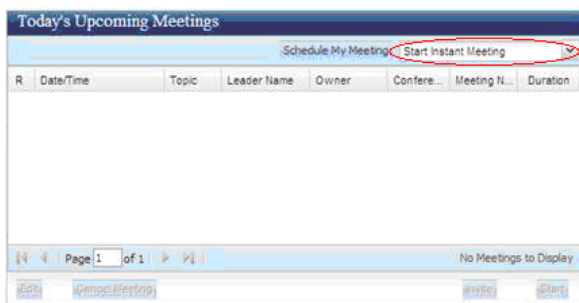 Today's Upcoming Meetings
Schedule My Meeting Start Instant Meeting
R Date/Time Topic Leader Name Owner Confere... Meeting N... Duration
Page 1 of 1 No Meetings to Display
Edit Cancel Meeting Invite Start